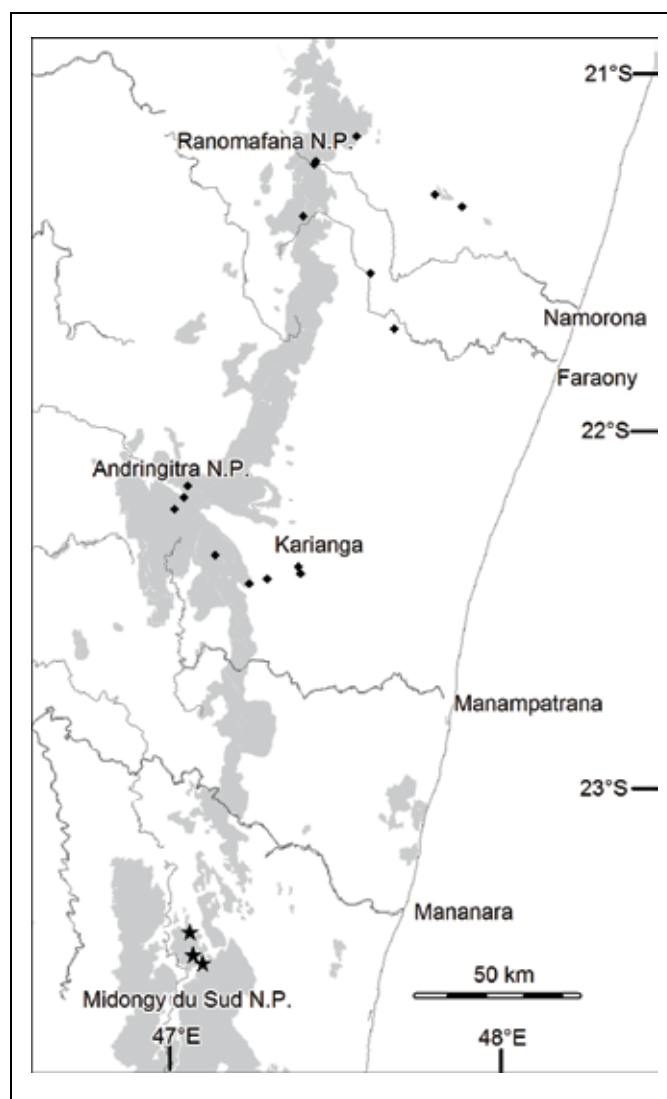 21°S
Ranomafana N.P.
Namorona
Faraony
22°S
Andringitra N.P.
Karianga
Manampatrana
23°S
Mananara
50 km
Midongy du Sud N.P.
47°E
48°E